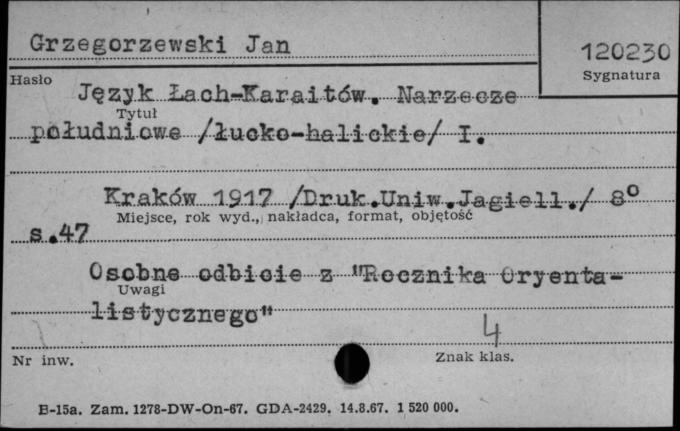 Grzegorzewski Jan
120230
Hasło
Sygnatura
Język Łach-Karaitów. Narzecze
Tytuł
południowe /łucko-halickie/ I.
Kraków 1917 /Druk.Uniw.Jagiell./ 8°
Miejsce, rok wyd., nakładca, format, objętość
s.47
Osobne odbicie z "Rocznika Oryenta-
Uwagi
listycznego"
4
Nr inw.
Znak klas.
B-15a. Zam. 1278-DW-On-67. GDA-2429. 14.8.67. 1 520 000.